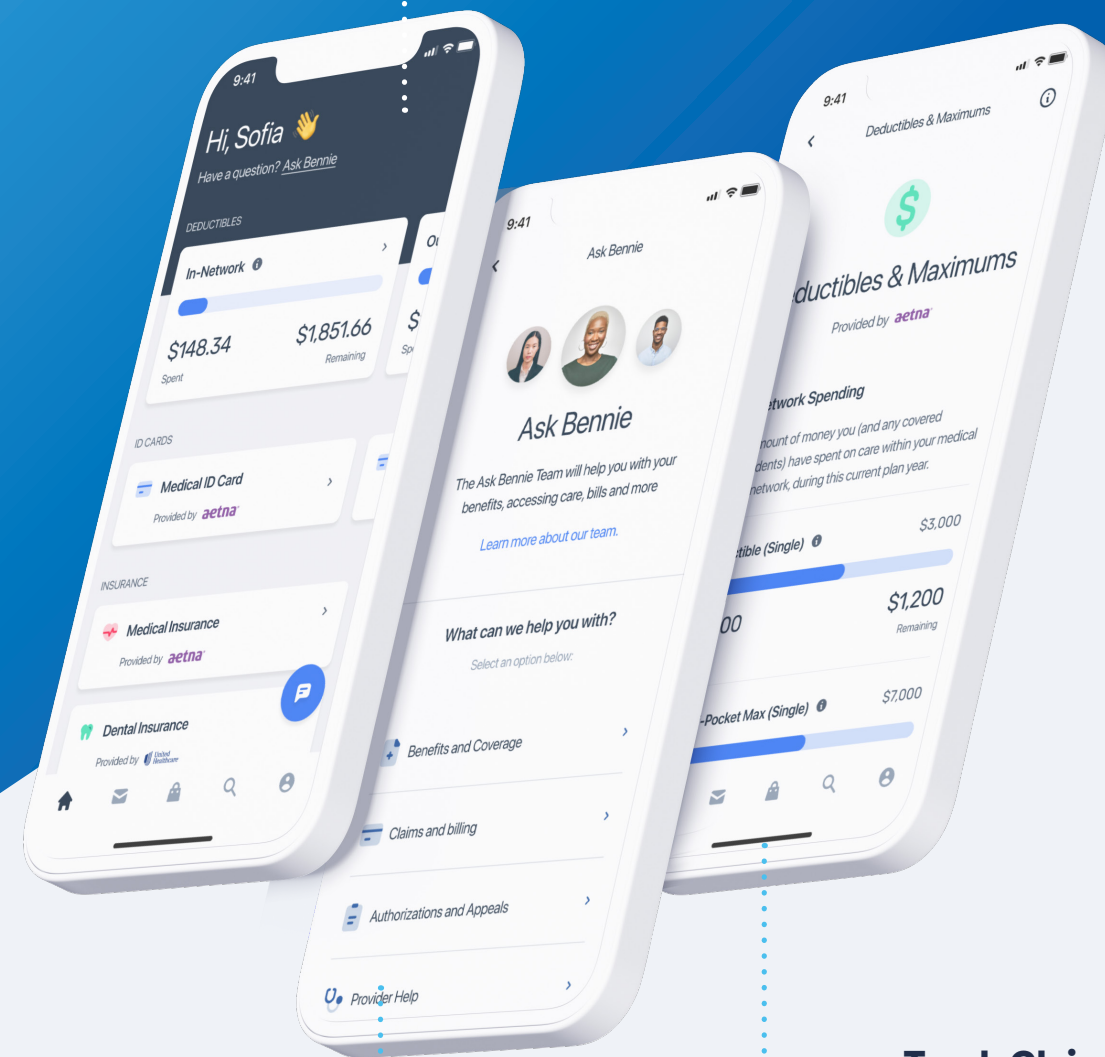 9:41
Hi, Sofia 👋
Have a question? Ask Bennie
DEDUCTIBLES
In-Network
$148.34
$1,851.66
Spent
Remaining
$
ID CARDS
Medical ID Card
Provided by aetna
INSURANCE
Medical Insurance
Provided by aetna
Dental Insurance
Provided by United Healthcare
9:41
Ask Bennie
Ask Bennie
The Ask Bennie Team will help you with your
benefits, accessing care, bills and more
Learn more about our team.
What can we help you with?
Select an option below:
Benefits and Coverage
Claims and billing
Authorizations and Appeals
Provider Help
9:41
Deductibles & Maximums
$
eductibles & Maximums
Provided by aetna
etwork Spending
mount of money you (and any covered
dents) have spent on care within your medical
network, during this current plan year.
ctible (Single)
$3,000
00
$1,200
Remaining
-Pocket Max (Single)
$7,000